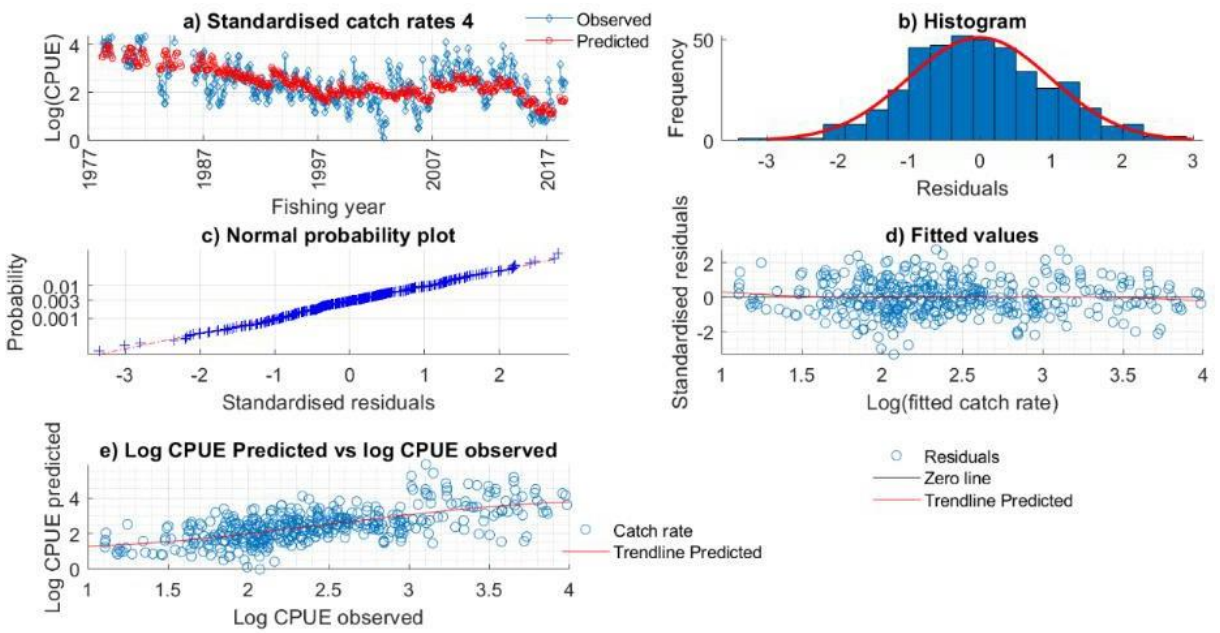 a) Standardised catch rates 4
Observed
Predicted
Log(CPUE)
4
2
0
1977
1987
1997
2007
2017
Fishing year
b) Histogram
Frequency
50
0
-3
-2
-1
0
1
2
3
Residuals
c) Normal probability plot
Probability
0.01
0.003
0.001
-3
-2
-1
0
1
2
Standardised residuals
d) Fitted values
Standardised residuals
2
0
-2
1
1.5
2
2.5
3
3.5
4
Log(fitted catch rate)
e) Log CPUE Predicted vs log CPUE observed
Log CPUE predicted
4
2
0
1
1.5
2
2.5
3
3.5
4
Log CPUE observed
Catch rate
Trendline Predicted
Residuals
Zero line
Trendline Predicted